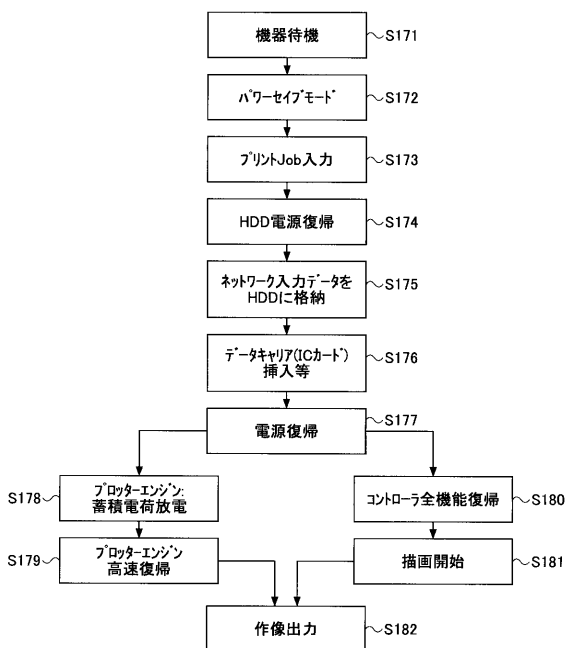 機器待機
S171
パワーセイブモード
S172
プリントJob入力
S173
HDD電源復帰
S174
ネットワーク入力データを
HDDに格納
S175
データキャリア(ICカード)
挿入等
S176
電源復帰
S177
プロッターエンジン:
蓄積電荷放電
S178
コントローラ全機能復帰
S180
プロッターエンジン
高速復帰
S179
描画開始
S181
作像出力
S182